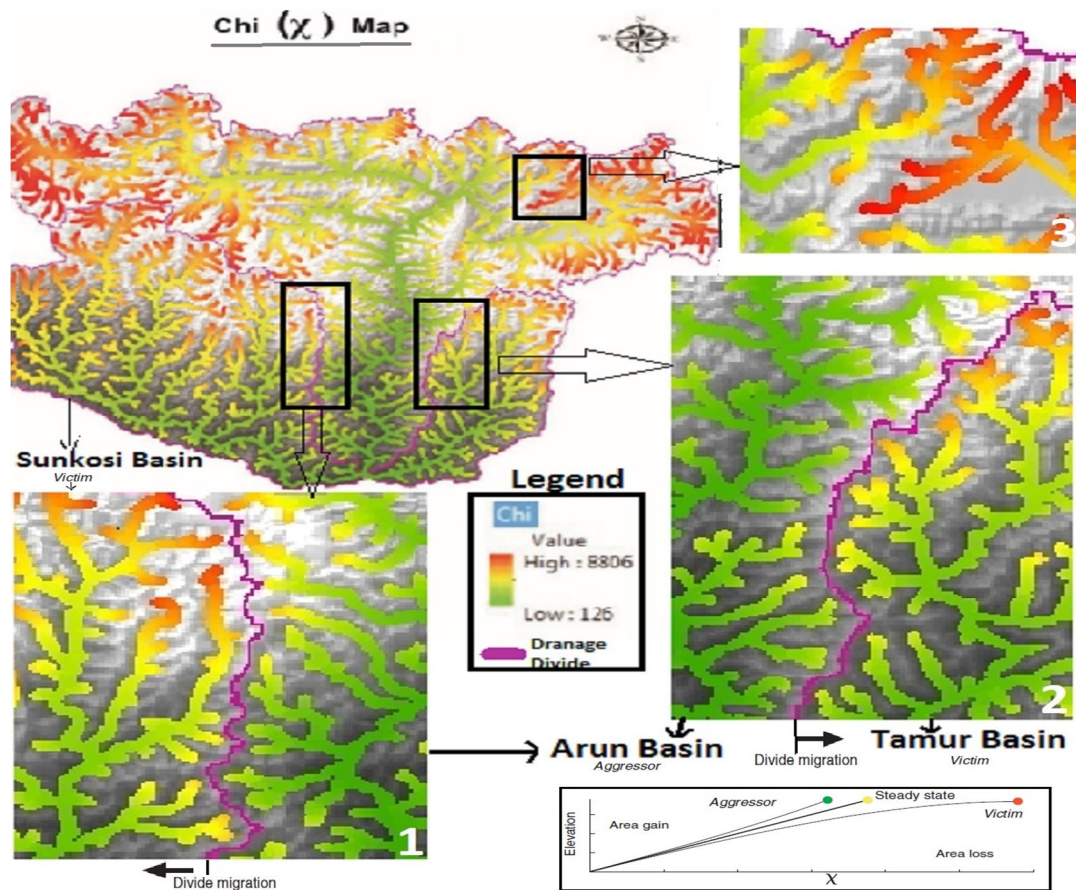 Chi (χ) Map
W
E
N
S
3
Sunkosi Basin
Victim
Legend
Chi
Value
High : 8806
Low : 126
Dranage
Divide
1
2
Arun Basin
Aggressor
Divide migration
Tamur Basin
Victim
Divide migration
Elevation
Area gain
Aggressor
Steady state
Victim
Area loss
χ